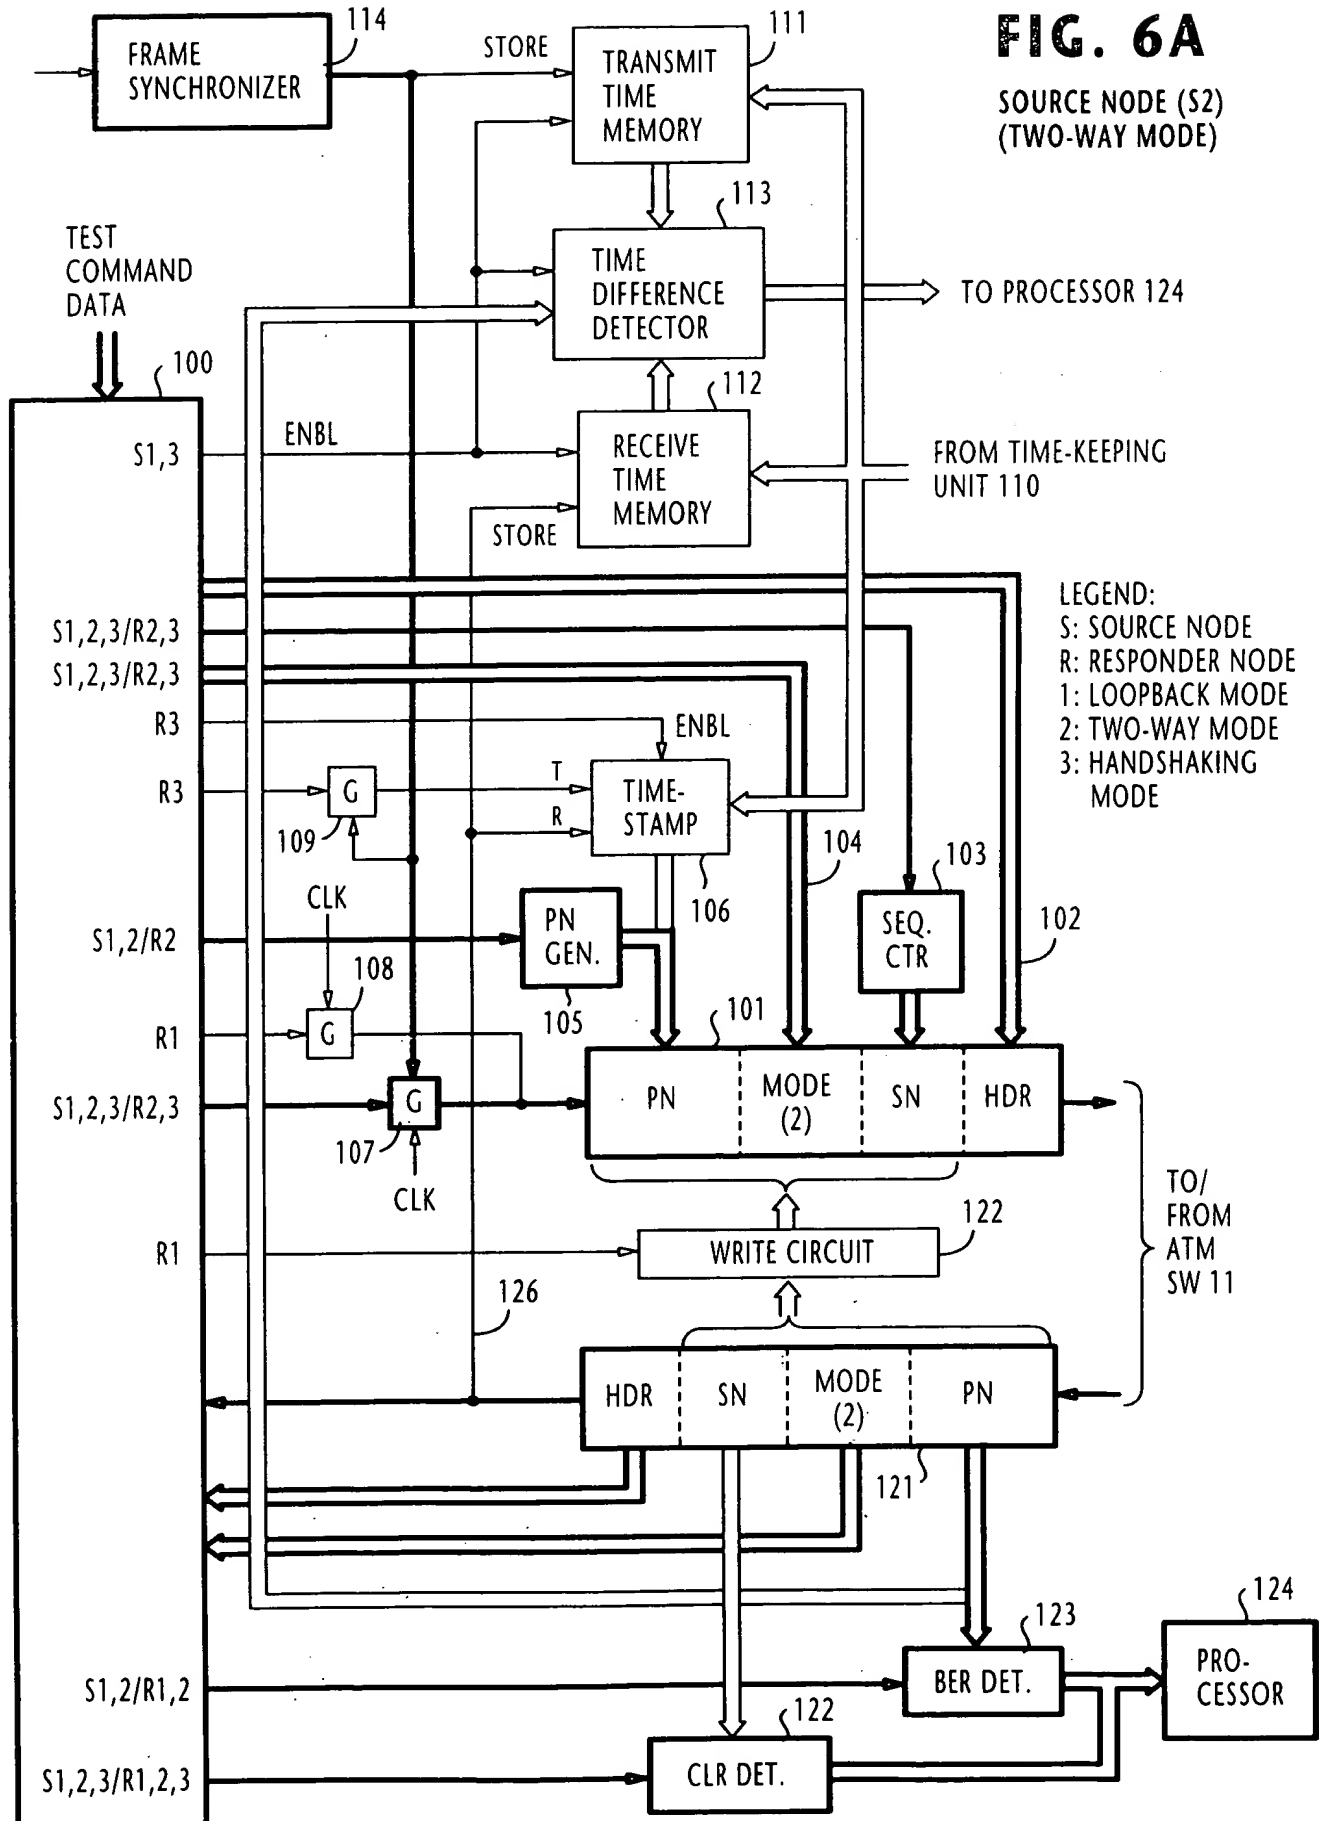 FIG. 6A
SOURCE NODE (S2)
(TWO-WAY MODE)
114
FRAME
SYNCHRONIZER
STORE
111
TRANSMIT
TIME
MEMORY
113
TIME
DIFFERENCE
DETECTOR
TO PROCESSOR 124
TEST
COMMAND
DATA
100
112
S1,3
ENBL
RECEIVE
TIME
MEMORY
FROM TIME-KEEPING
UNIT 110
STORE
LEGEND:
S: SOURCE NODE
R: RESPONDER NODE
1: LOOPBACK MODE
2: TWO-WAY MODE
3: HANDSHAKING
MODE
S1,2,3/R2,3
S1,2,3/R2,3
R3
ENBL
R3
G
109
T
R
TIME-
STAMP
106
104
103
SEQ.
CTR
102
CLK
S1,2/R2
PN
GEN.
105
108
R1
G
101
S1,2,3/R2,3
G
107
CLK
PN
MODE
(2)
SN
HDR
TO/
FROM
ATM
SW 11
122
R1
WRITE CIRCUIT
126
HDR
SN
MODE
(2)
PN
121
123
124
S1,2/R1,2
BER DET.
PRO-
CESSOR
122
S1,2,3/R1,2,3
CLR DET.